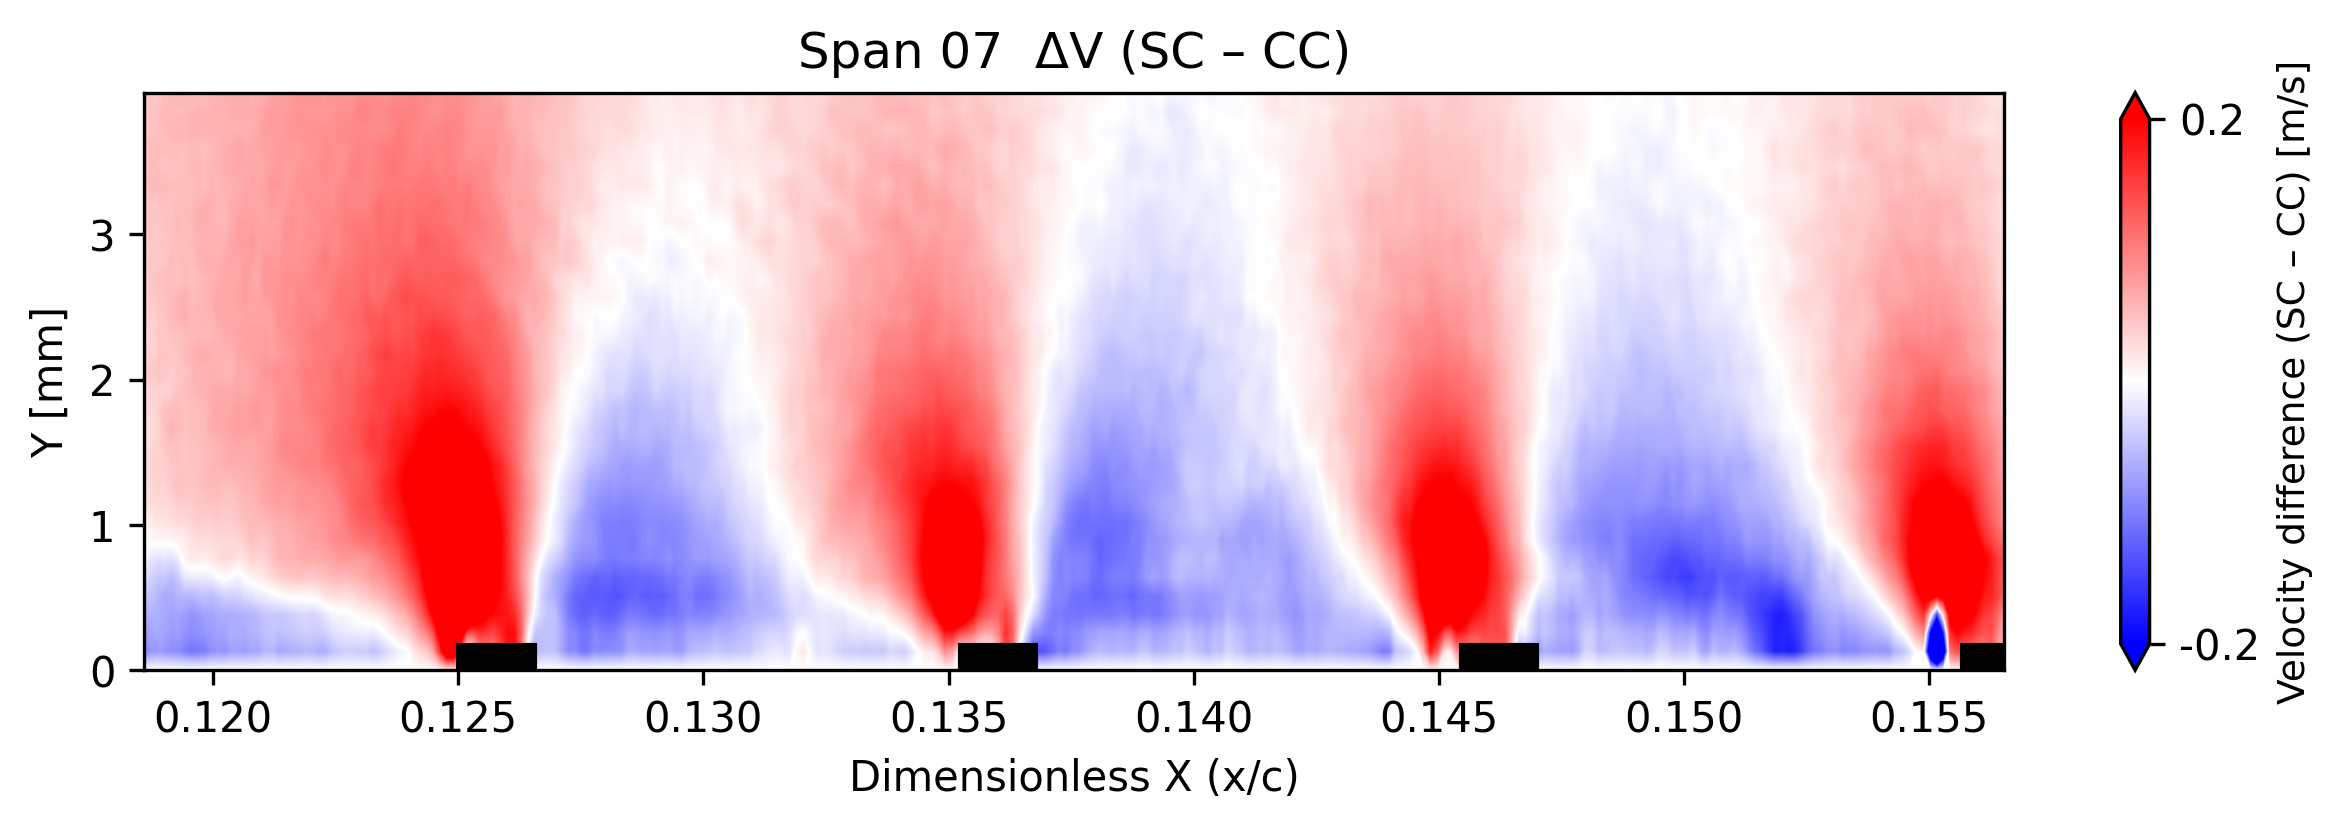 Span 07  ΔV (SC – CC)
3
2
1
0
Y [mm]
0.120 0.125 0.130 0.135 0.140 0.145 0.150 0.155
Dimensionless X (x/c)
0.2
-0.2
Velocity difference (SC – CC) [m/s]